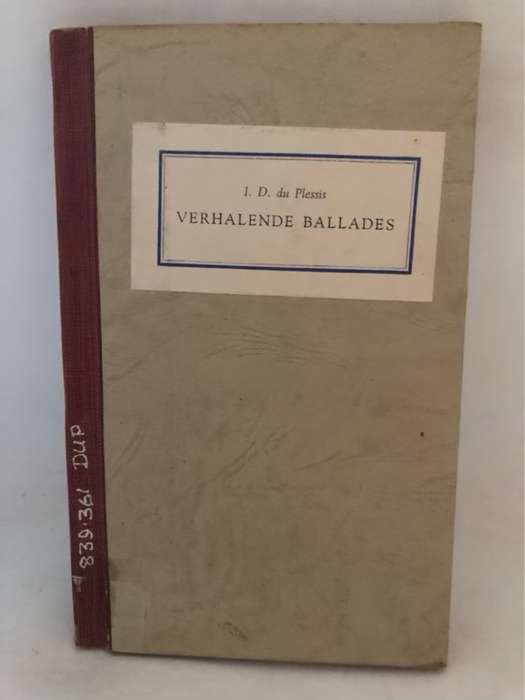 I. D. du Plessis
VERHALENDE BALLADES
839.361 DUP